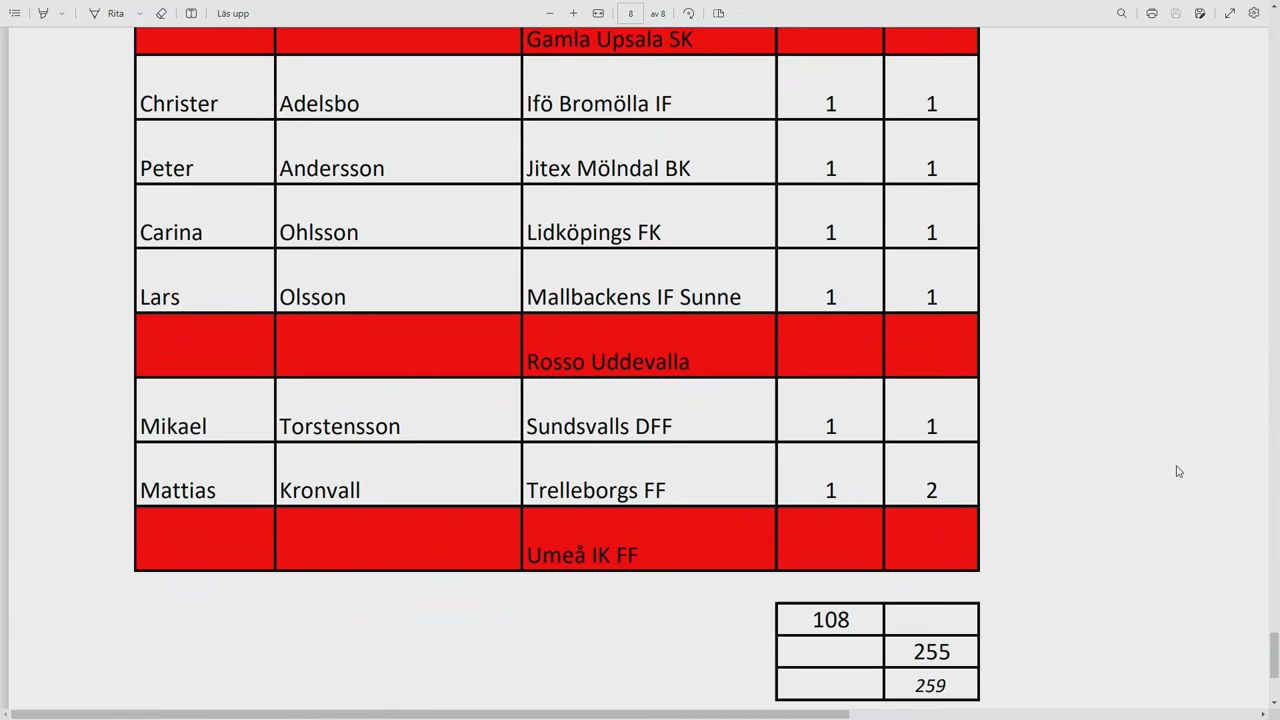 Rita Läs upp 8 av 8
Gamla Upsala SK
Christer Adelsbo Ifö Bromölla IF 1 1
Peter Andersson Jitex Mölndal BK 1 1
Carina Ohlsson Lidköpings FK 1 1
Lars Olsson Mallbackens IF Sunne 1 1
Rosso Uddevalla
Mikael Torstensson Sundsvalls DFF 1 1
Mattias Kronvall Trelleborgs FF 1 2
Umeå IK FF
108
255
259